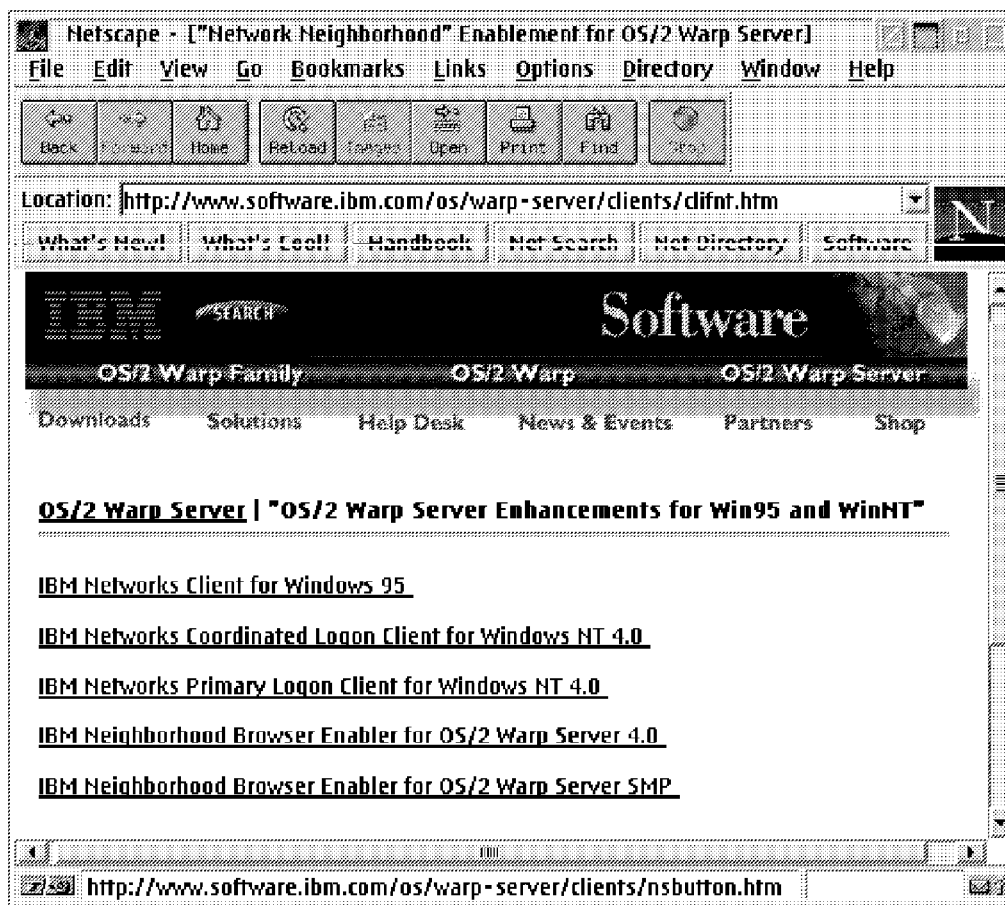 Netscape - ["Network Neighborhood" Enablement for OS/2 Warp Server]
File Edit View Go Bookmarks Links Options Directory Window Help
Back Forward Home Reload Images Open Print Find Stop
Location: http://www.software.ibm.com/os/warp-server/clients/clifnt.htm
What's New! What's Cool! Handbook Net Search Net Directory Software
N
IBM SEARCH Software
OS/2 Warp Family OS/2 Warp OS/2 Warp Server
Downloads Solutions Help Desk News & Events Partners Shop
OS/2 Warp Server | "OS/2 Warp Server Enhancements for Win95 and WinNT"
IBM Networks Client for Windows 95
IBM Networks Coordinated Logon Client for Windows NT 4.0
IBM Networks Primary Logon Client for Windows NT 4.0
IBM Neighborhood Browser Enabler for OS/2 Warp Server 4.0
IBM Neighborhood Browser Enabler for OS/2 Warp Server SMP
http://www.software.ibm.com/os/warp-server/clients/nsbutton.htm